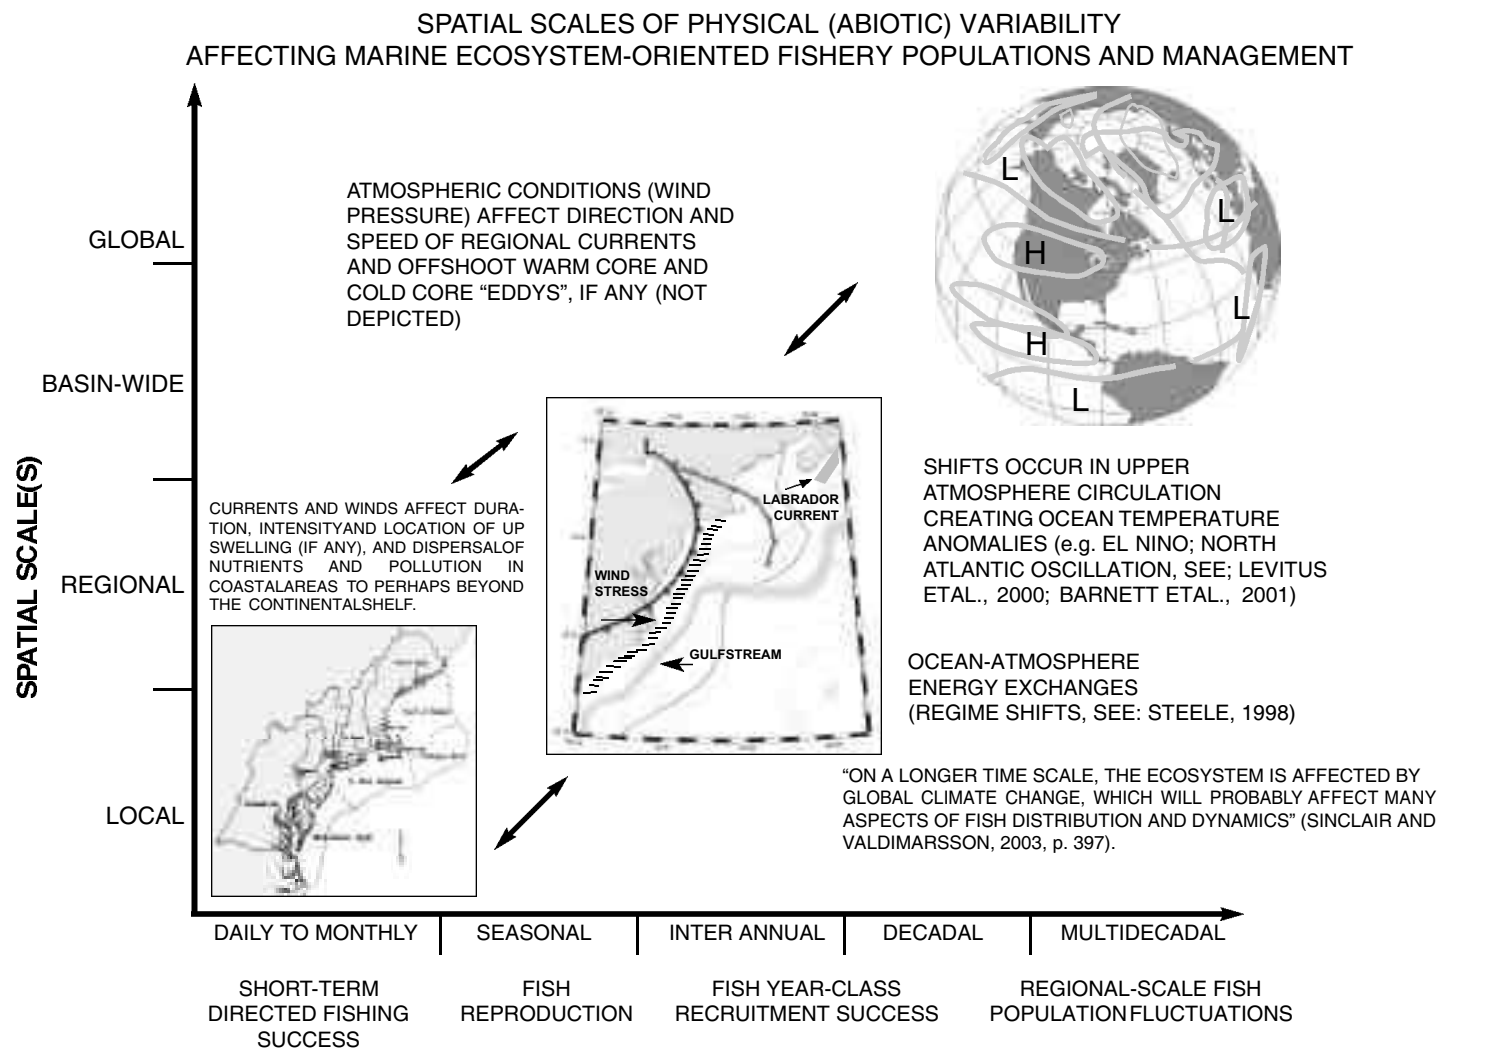 SPATIAL SCALES OF PHYSICAL (ABIOTIC) VARIABILITY
AFFECTING MARINE ECOSYSTEM-ORIENTED FISHERY POPULATIONS AND MANAGEMENT
SPATIAL SCALE(S)
GLOBAL
BASIN-WIDE
REGIONAL
LOCAL
ATMOSPHERIC CONDITIONS (WIND
PRESSURE) AFFECT DIRECTION AND
SPEED OF REGIONAL CURRENTS
AND OFFSHOOT WARM CORE AND
COLD CORE “EDDYS”, IF ANY (NOT
DEPICTED)
L
L
H
L
H
L
CURRENTS AND WINDS AFFECT DURA-
TION, INTENSITYAND LOCATION OF UP
SWELLING (IF ANY), AND DISPERSALOF
NUTRIENTS AND POLLUTION IN
COASTALAREAS TO PERHAPS BEYOND
THE CONTINENTALSHELF.
L
LABRADOR
CURRENT
WIND
STRESS
GULFSTREAM
SHIFTS OCCUR IN UPPER
ATMOSPHERE CIRCULATION
CREATING OCEAN TEMPERATURE
ANOMALIES (e.g. EL NINO; NORTH
ATLANTIC OSCILLATION, SEE; LEVITUS
ETAL., 2000; BARNETT ETAL., 2001)
OCEAN-ATMOSPHERE
ENERGY EXCHANGES
(REGIME SHIFTS, SEE: STEELE, 1998)
“ON A LONGER TIME SCALE, THE ECOSYSTEM IS AFFECTED BY
GLOBAL CLIMATE CHANGE, WHICH WILL PROBABLY AFFECT MANY
ASPECTS OF FISH DISTRIBUTION AND DYNAMICS” (SINCLAIR AND
VALDIMARSSON, 2003, p. 397).
DAILY TO MONTHLY
SEASONAL
INTER ANNUAL
DECADAL
MULTIDECADAL
SHORT-TERM
DIRECTED FISHING
SUCCESS
FISH
REPRODUCTION
FISH YEAR-CLASS
RECRUITMENT SUCCESS
REGIONAL-SCALE FISH
POPULATION FLUCTUATIONS